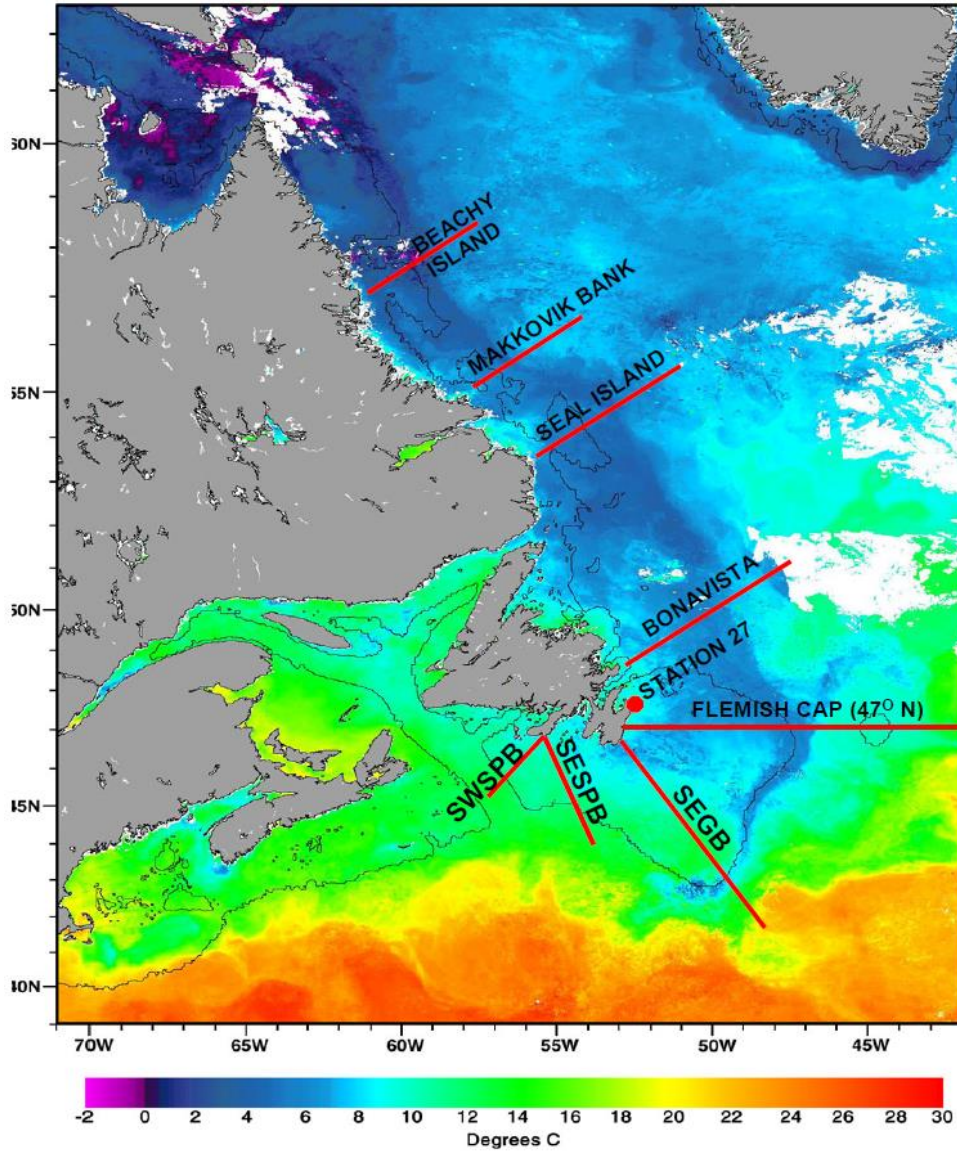 60N
BEACHY
ISLAND
MAKKOVIK BANK
55N
SEAL ISLAND
BONAVISTA
50N
STATION 27
FLEMISH CAP (47⁰ N)
SWSPB
SESPB
SEGB
45N
40N
70W 65W 60W 55W 50W 45W
-2 0 2 4 6 8 10 12 14 16 18 20 22 24 26 28 30
Degrees C